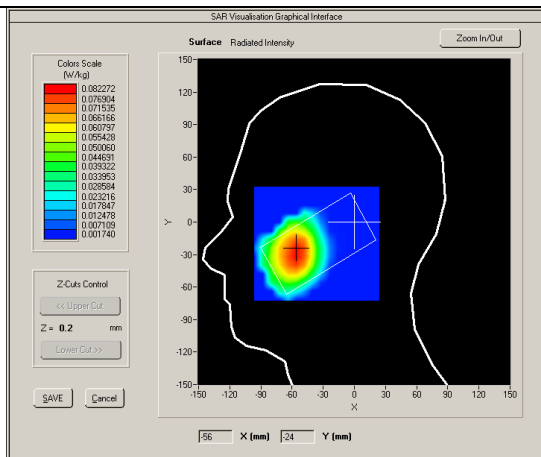 SAR Visualisation Graphical Interface
Surface Radiated Intensity
Zoom In/Out
Colors Scale
(W/kg)
0.082272
0.076904
0.071535
0.066166
0.060797
0.055428
0.050060
0.044691
0.039322
0.033953
0.028584
0.023216
0.017847
0.012478
0.007109
0.001740
Z-Cuts Control
<< Upper Cut
Z = 0.2 mm
Lower Cut >>
SAVE Cancel
150
120
90
60
30
0
-30
-60
-90
-120
-150
Y
-150 -120 -90 -60 -30 0 30 60 90 120 150
X
-56 X (mm) -24 Y (mm)